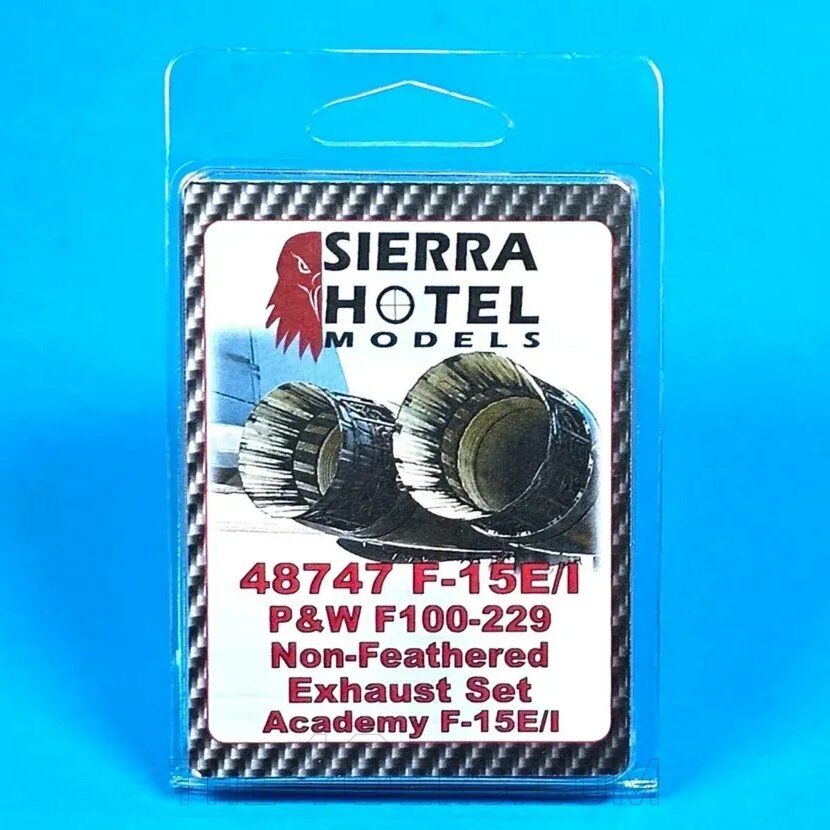 SIERRA
HOTEL
MODELS
48747 F-15E/I
P&W F100-229
Non-Feathered
Exhaust Set
Academy F-15E/I